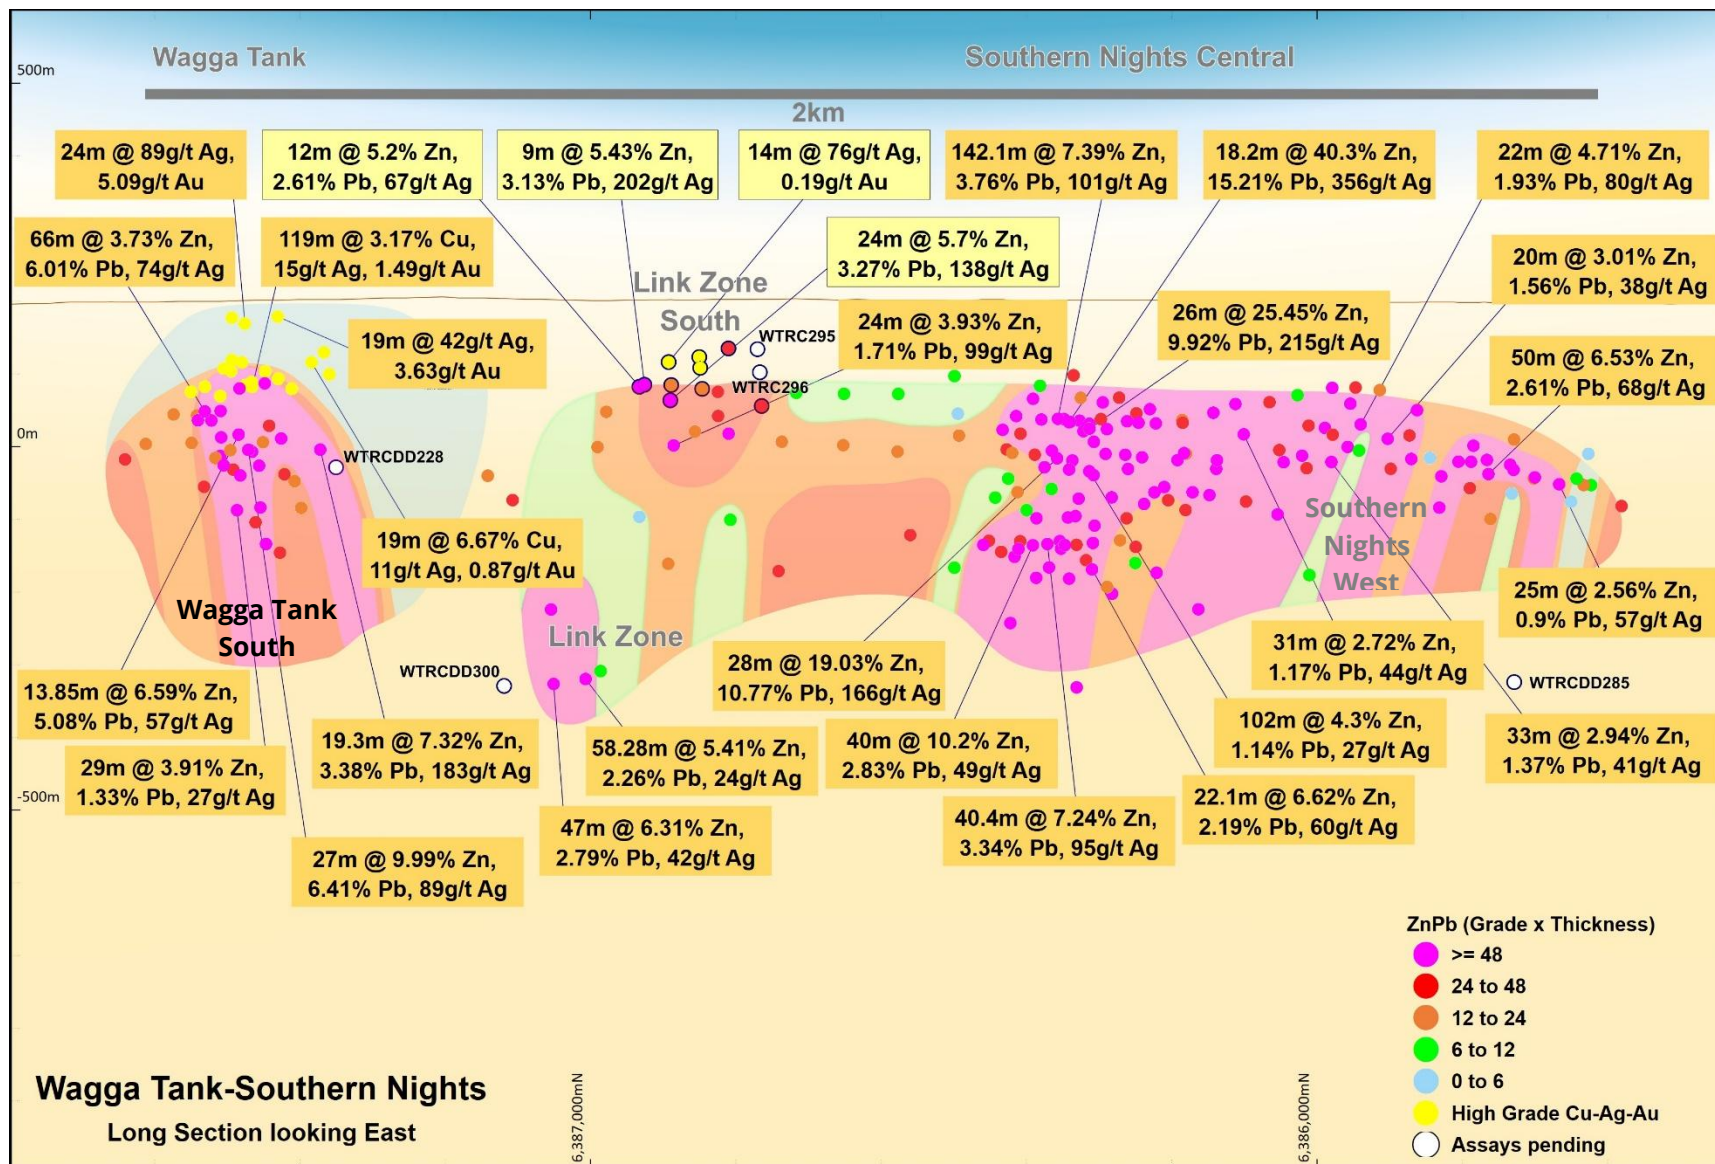 Wagga Tank
Southern Nights Central
500m
2km
24m @ 89g/t Ag,
5.09g/t Au
12m @ 5.2% Zn,
2.61% Pb, 67g/t Ag
9m @ 5.43% Zn,
3.13% Pb, 202g/t Ag
14m @ 76g/t Ag,
0.19g/t Au
142.1m @ 7.39% Zn,
3.76% Pb, 101g/t Ag
18.2m @ 40.3% Zn,
15.21% Pb, 356g/t Ag
22m @ 4.71% Zn,
1.93% Pb, 80g/t Ag
66m @ 3.73% Zn,
6.01% Pb, 74g/t Ag
119m @ 3.17% Cu,
15g/t Ag, 1.49g/t Au
24m @ 5.7% Zn,
3.27% Pb, 138g/t Ag
20m @ 3.01% Zn,
1.56% Pb, 38g/t Ag
Link Zone
South
19m @ 42g/t Ag,
3.63g/t Au
WTRC295
24m @ 3.93% Zn,
1.71% Pb, 99g/t Ag
26m @ 25.45% Zn,
9.92% Pb, 215g/t Ag
50m @ 6.53% Zn,
2.61% Pb, 68g/t Ag
WTRC296
0m
WTRCDD228
19m @ 6.67% Cu,
11g/t Ag, 0.87g/t Au
Southern
Nights
West
Wagga Tank
South
Link Zone
25m @ 2.56% Zn,
0.9% Pb, 57g/t Ag
31m @ 2.72% Zn,
1.17% Pb, 44g/t Ag
28m @ 19.03% Zn,
10.77% Pb, 166g/t Ag
WTRCDD300
WTRCDD285
13.85m @ 6.59% Zn,
5.08% Pb, 57g/t Ag
19.3m @ 7.32% Zn,
3.38% Pb, 183g/t Ag
58.28m @ 5.41% Zn,
2.26% Pb, 24g/t Ag
40m @ 10.2% Zn,
2.83% Pb, 49g/t Ag
102m @ 4.3% Zn,
1.14% Pb, 27g/t Ag
33m @ 2.94% Zn,
1.37% Pb, 41g/t Ag
29m @ 3.91% Zn,
1.33% Pb, 27g/t Ag
-500m
47m @ 6.31% Zn,
2.79% Pb, 42g/t Ag
40.4m @ 7.24% Zn,
3.34% Pb, 95g/t Ag
22.1m @ 6.62% Zn,
2.19% Pb, 60g/t Ag
27m @ 9.99% Zn,
6.41% Pb, 89g/t Ag
ZnPb (Grade x Thickness)
>= 48
24 to 48
12 to 24
6 to 12
0 to 6
High Grade Cu-Ag-Au
Assays pending
Wagga Tank-Southern Nights
Long Section looking East
6,387,000mN
6,386,000mN